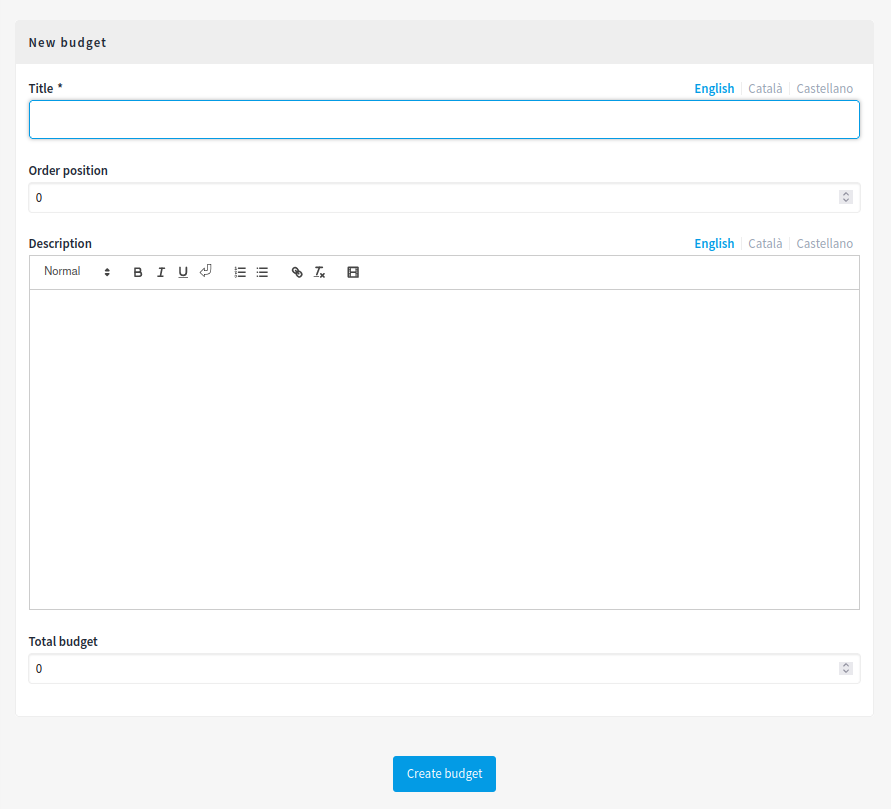 New budget
Title *
English Català Castellano
Order position
0
Description
English Català Castellano
Normal B I U
Total budget
0
Create budget